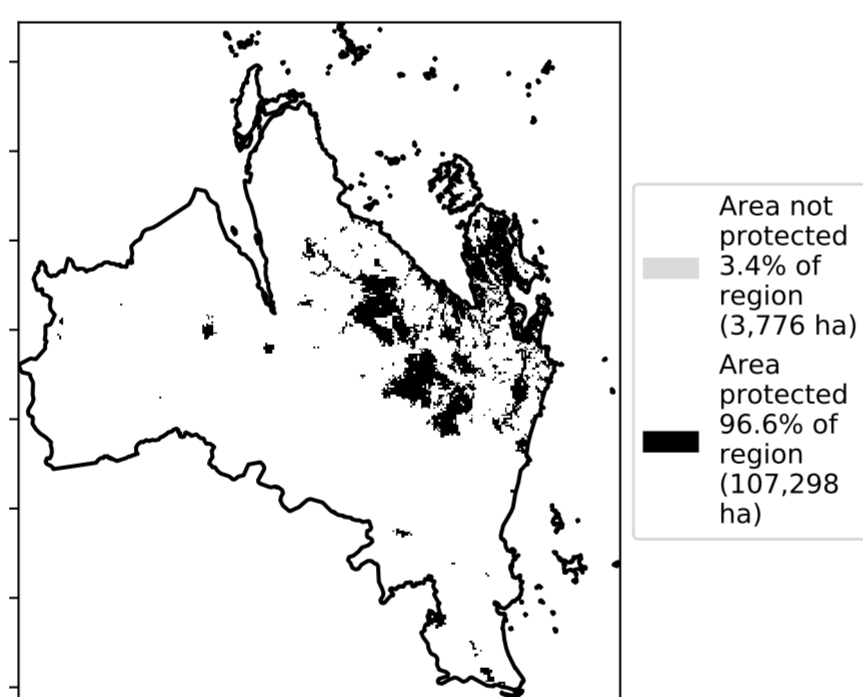 Area not
protected
3.4% of
region
(3,776 ha)
Area
protected
96.6% of
region
(107,298
ha)